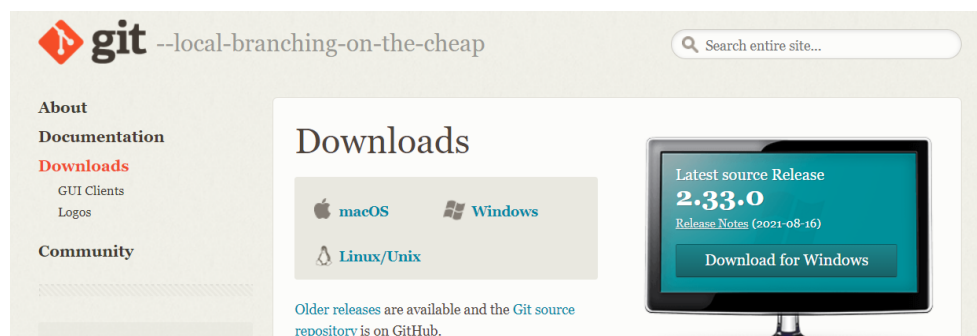 git --local-branching-on-the-cheap
Search entire site...
About
Documentation
Downloads
GUI Clients
Logos
Community
Downloads
macOS
Windows
Linux/Unix
Older releases are available and the Git source
repository is on GitHub.
Latest source Release
2.33.0
Release Notes (2021-08-16)
Download for Windows